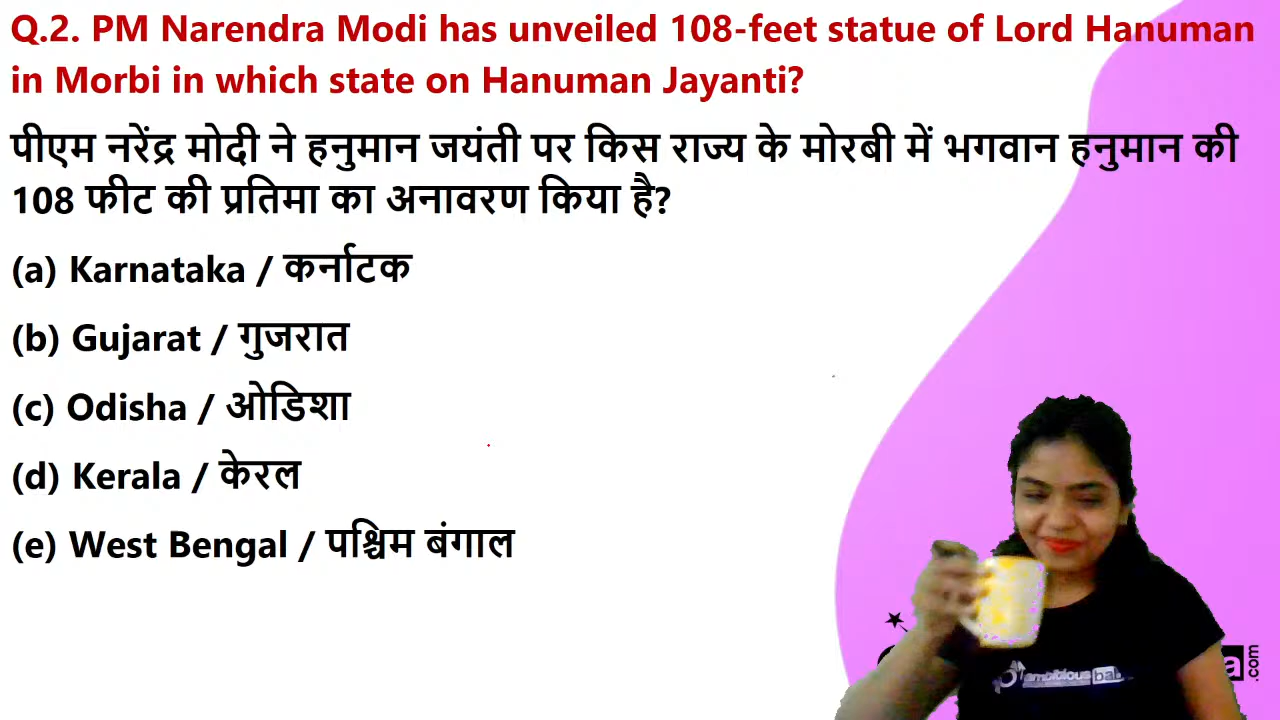 Q.2. PM Narendra Modi has unveiled 108-feet statue of Lord Hanuman
in Morbi in which state on Hanuman Jayanti?
पीएम नरेंद्र मोदी ने हनुमान जयंती पर किस राज्य के मोरबी में भगवान हनुमान की
108 फीट की प्रतिमा का अनावरण किया है?
(a) Karnataka / कर्नाटक
(b) Gujarat / गुजरात
(c) Odisha / ओडिशा
(d) Kerala / केरल
(e) West Bengal / पश्चिम बंगाल
ambitious
a
.com